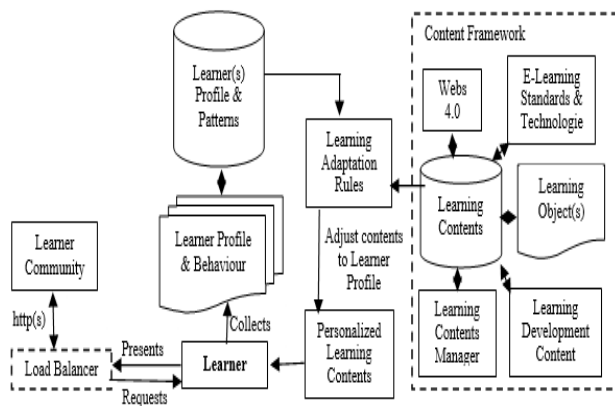 Content Framework
Learner(s)
Profile &
Patterns
Webs
4.0
E-Learning
Standards &
Technologie
Learning
Adaptation
Rules
Learning
Contents
Learning
Object(s)
Learner
Community
Learner Profile
& Behaviour
Adjust contents
to Learner
Profile
http(s)
Collects
Presents
Load Balancer
Requests
Learner
Personalized
Learning
Contents
Learning
Contents
Manager
Learning
Development
Content